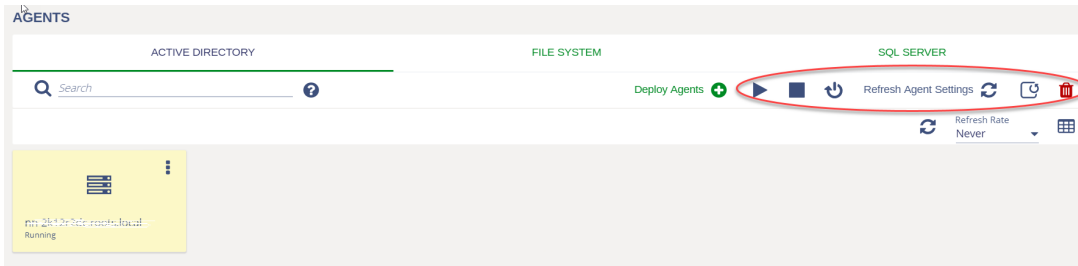 AGENTS
ACTIVE DIRECTORY FILE SYSTEM SQL SERVER
Search ? Deploy Agents Refresh Agent Settings
Refresh Rate
Never
Running